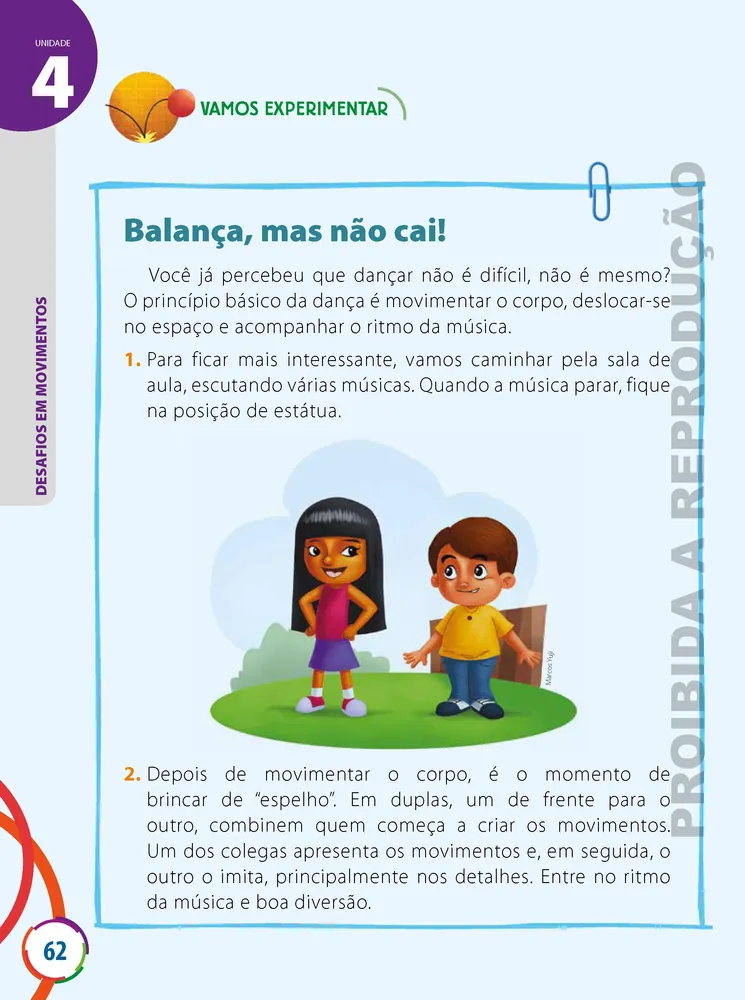 UNIDADE
4
VAMOS EXPERIMENTAR
DESAFIOS EM MOVIMENTOS
Balança, mas não cai!
Você já percebeu que dançar não é difícil, não é mesmo?
O princípio básico da dança é movimentar o corpo, deslocar-se
no espaço e acompanhar o ritmo da música.
1. Para ficar mais interessante, vamos caminhar pela sala de
aula, escutando várias músicas. Quando a música parar, fique
na posição de estátua.
Marcos Yuji
2. Depois de movimentar o corpo, é o momento de
brincar de “espelho”. Em duplas, um de frente para o
outro, combinem quem começa a criar os movimentos.
Um dos colegas apresenta os movimentos e, em seguida, o
outro o imita, principalmente nos detalhes. Entre no ritmo
da música e boa diversão.
PROIBIDA A REPRODUÇÃO
62